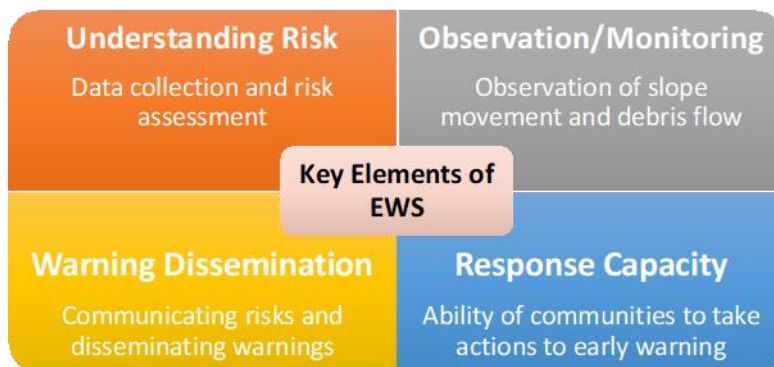 Understanding Risk
Data collection and risk
assessment
Observation/Monitoring
Observation of slope
movement and debris flow
Key Elements of
EWS
Warning Dissemination
Communicating risks and
disseminating warnings
Response Capacity
Ability of communities to take
actions to early warning